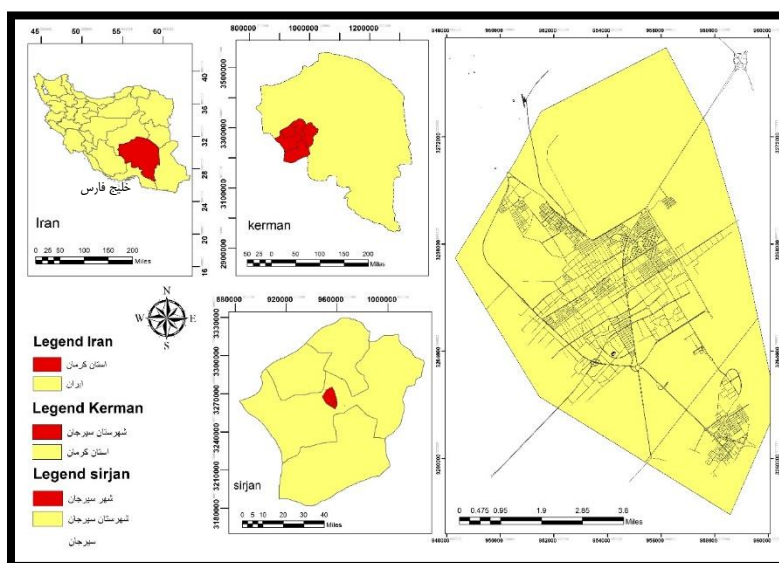 45 50 55 60
40
36
32
28
24
20
16
خلیج فارس
Iran
0 25 50 100 150 200
Miles
800000 1000000 1200000
3500000
3300000
3100000
2900000
kerman
50 25 0 50 100 150 200
Miles
N
W E
S
Legend Iran
استان کرمان
ایران
Legend Kerman
شهرستان سیرجان
استان کرمان
Legend sirjan
شهر سیرجان
شهرستان سیرجان
سیرجان
880000 920000 960000 1000000
3330000
3300000
3270000
3240000
3210000
3180000
sirjan
0 5 10 20 30 40
Miles
0 0.475 0.95 1.9 2.85 3.8
Miles